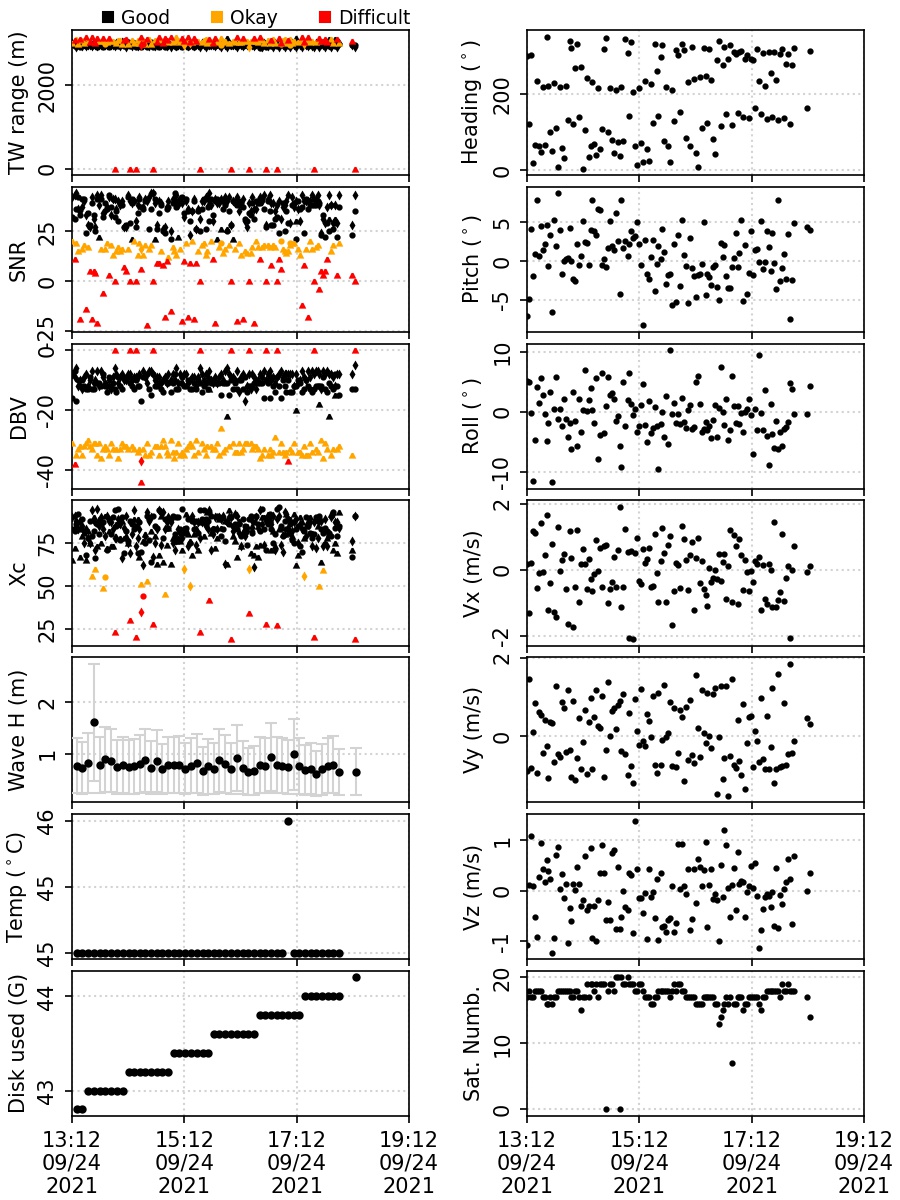 Good Okay Difficult
TW range (m)
2000
0
SNR
25
0
25
DBV
0
-20
-40
Xc
75
50
25
Wave H (m)
2
1
Temp (°C)
46
45
45
Disk used (G)
44
43
13:12 15:12 17:12 19:12
09/24 09/24 09/24 09/24
2021 2021 2021 2021
Heading (°)
200
0
Pitch (°)
5
0
-5
Roll (°)
10
0
-10
Vx (m/s)
2
0
-2
Vy (m/s)
2
0
Vz (m/s)
1
0
-1
Sat. Numb.
20
10
0
13:12 15:12 17:12 19:12
09/24 09/24 09/24 09/24
2021 2021 2021 2021